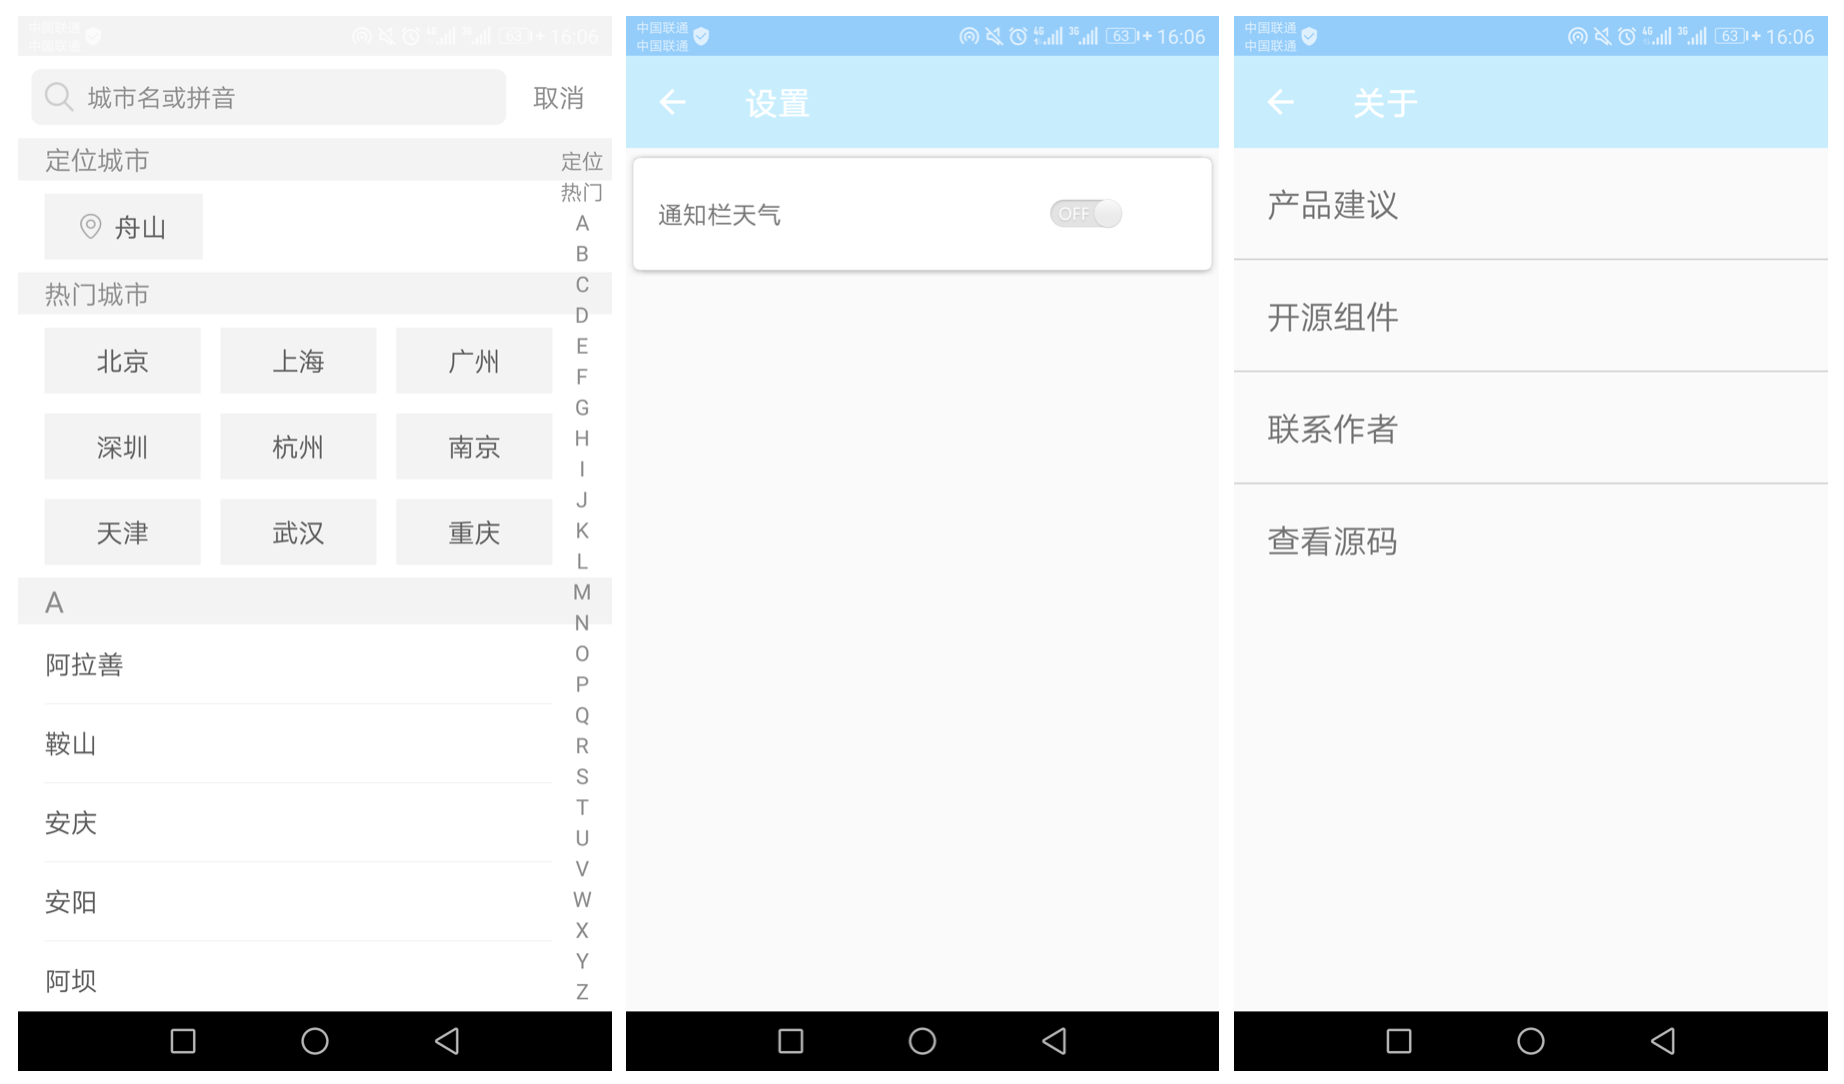 中国联通
中国联通
4G 3G 63 16:06
城市名或拼音
取消
定位城市
舟山
热门城市
北京 上海 广州
深圳 杭州 南京
天津 武汉 重庆
A
阿拉善
鞍山
安庆
安阳
阿坝
定位
热门
A
B
C
D
E
F
G
H
I
J
K
L
M
N
O
P
Q
R
S
T
U
V
W
X
Y
Z
中国联通
中国联通
4G 3G 63 16:06
设置
通知栏天气
OFF
中国联通
中国联通
4G 3G 63 16:06
关于
产品建议
开源组件
联系作者
查看源码